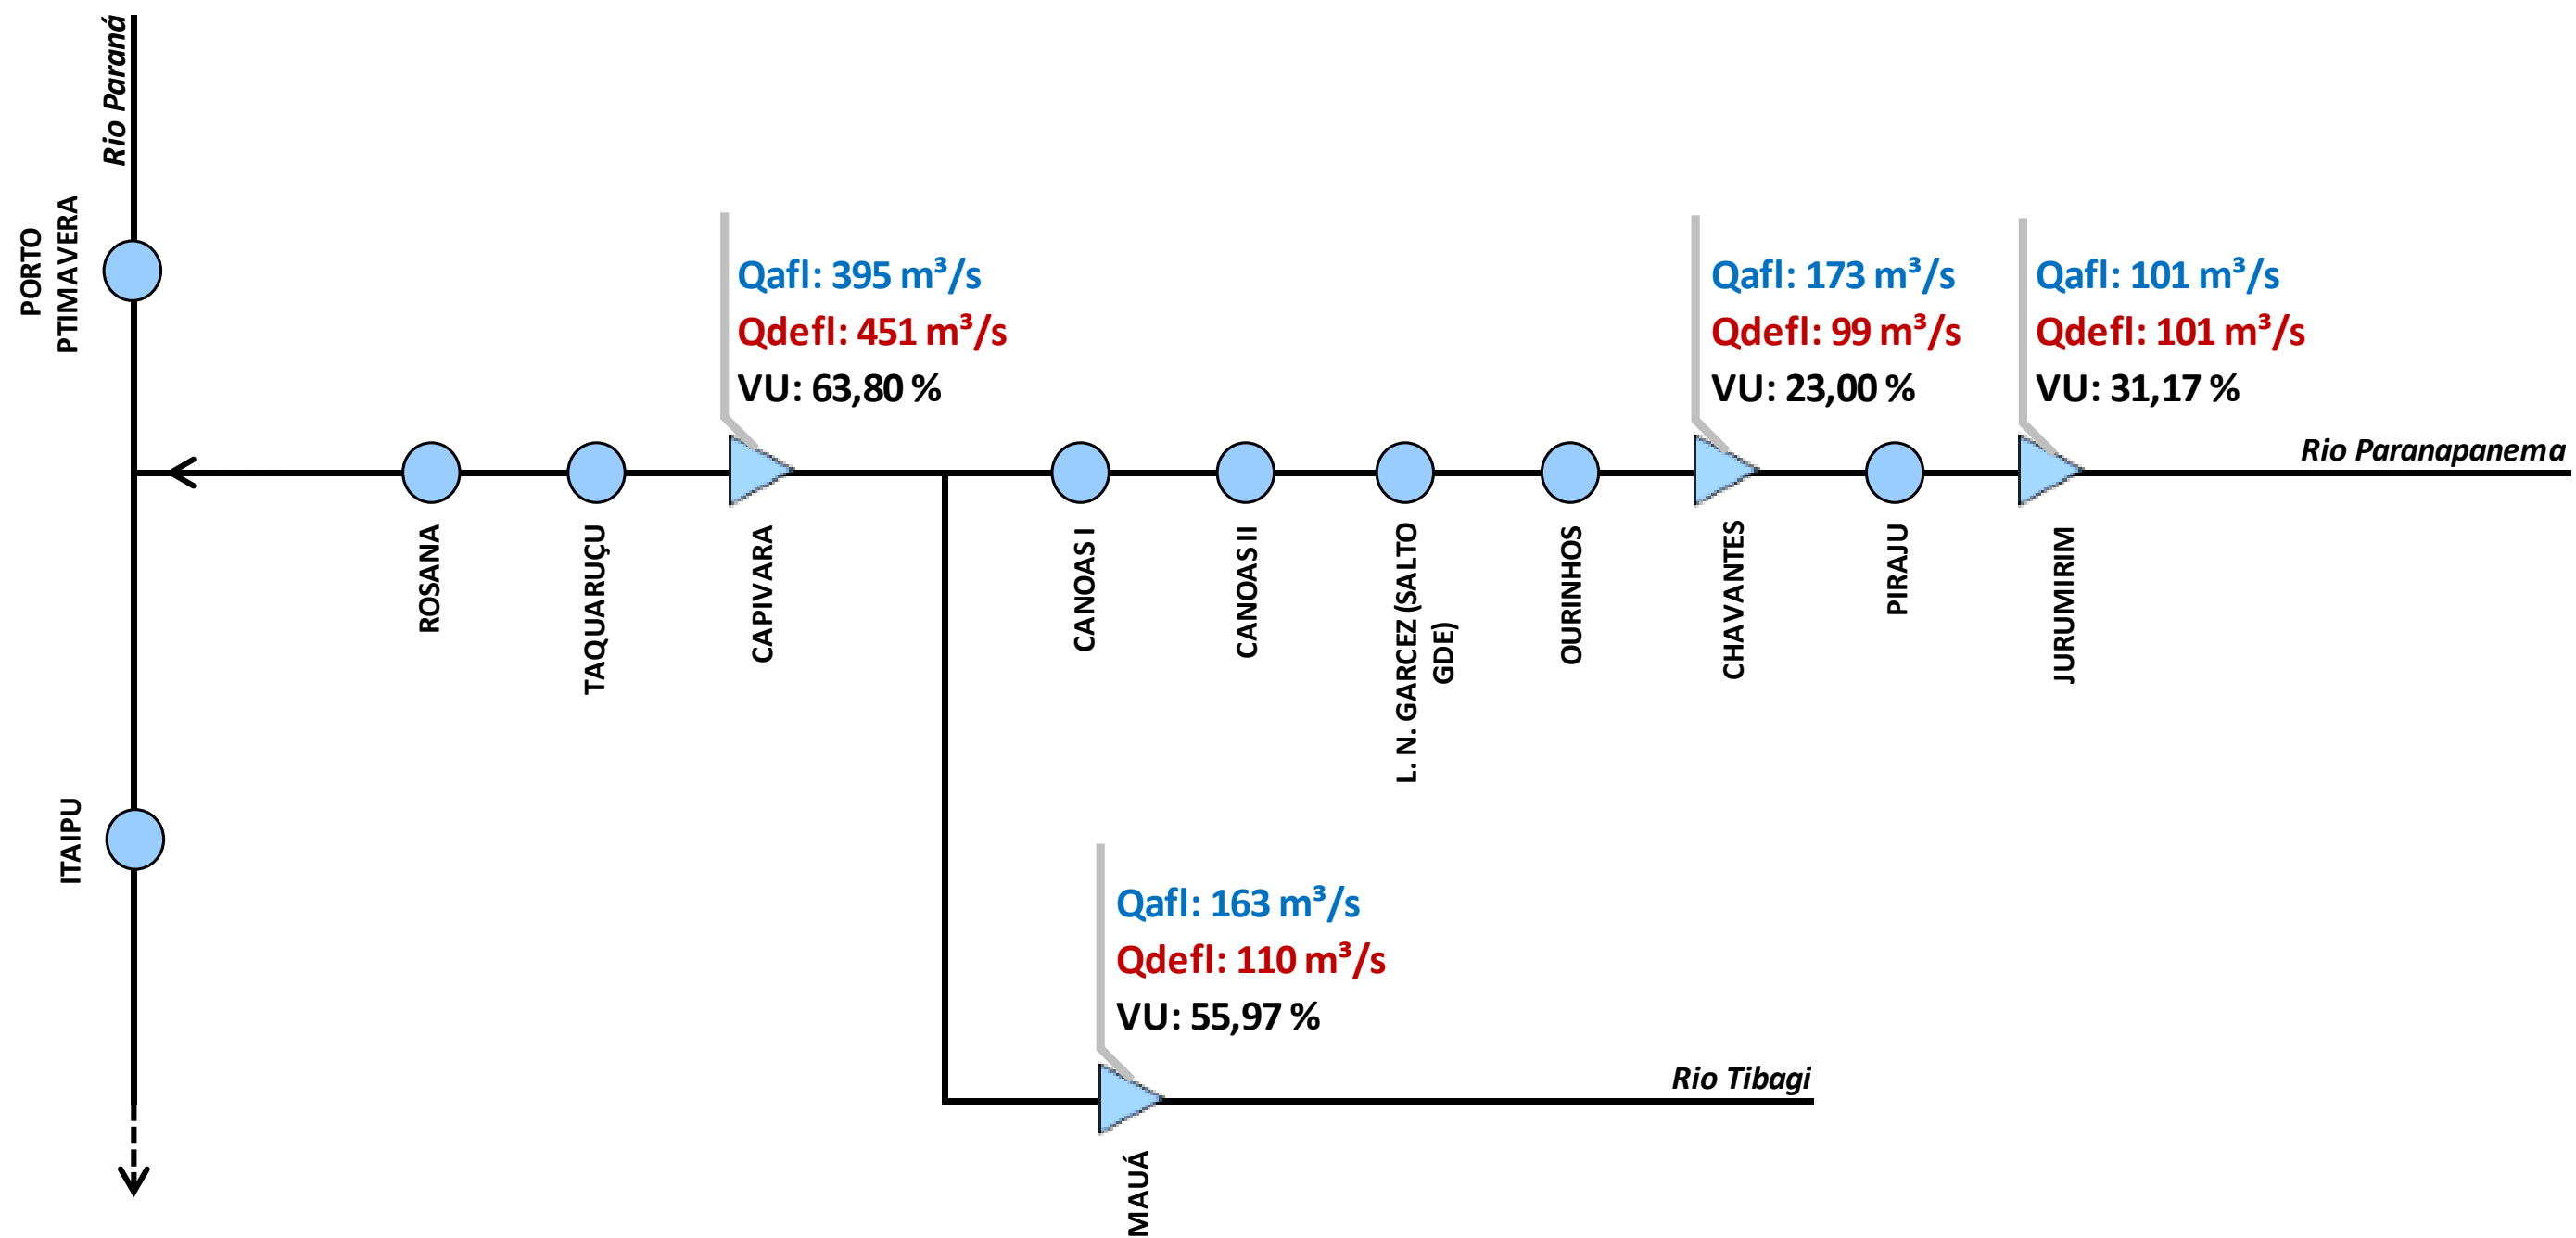 Rio Paraná
PORTO
PTIMAVERA
Qafl: 395 m³/s
Qdefl: 451 m³/s
VU: 63,80 %
Qafl: 173 m³/s
Qdefl: 99 m³/s
VU: 23,00 %
Qafl: 101 m³/s
Qdefl: 101 m³/s
VU: 31,17 %
Rio Paranapanema
ROSANA
TAQUARUÇU
CAPIVARA
CANOAS I
CANOAS II
L. N. GARCEZ (SALTO
GDE)
OURINHOS
CHAVANTES
PIRAJU
JURUMIRIM
ITAIPU
Qafl: 163 m³/s
Qdefl: 110 m³/s
VU: 55,97 %
Rio Tibagi
MAUÁ